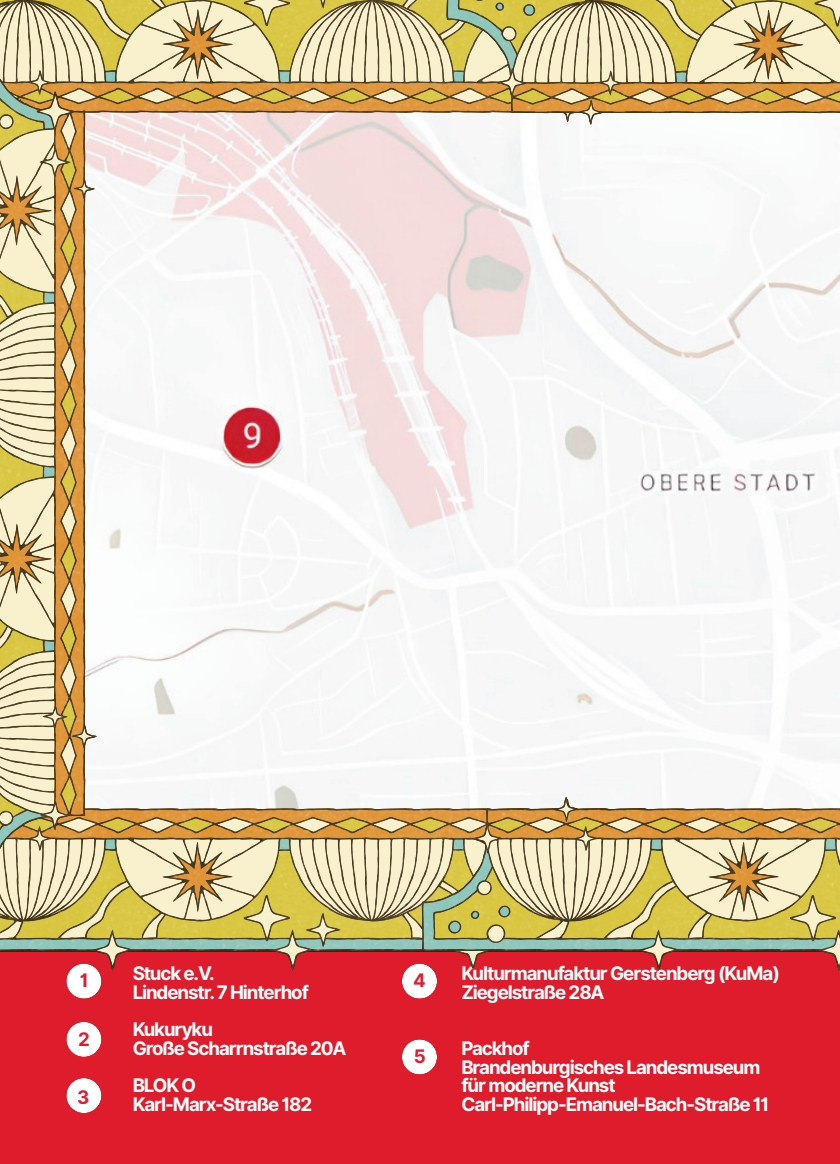 9
OBERE STADT
1
Stuck e.V.
Lindenstr. 7 Hinterhof
2
Kukuryku
Große Scharrnstraße 20A
3
BLOK O
Karl-Marx-Straße 182
4
Kulturmanufaktur Gerstenberg (KuMa)
Ziegelstraße 28A
5
Packhof
Brandenburgisches Landesmuseum
für moderne Kunst
Carl-Philipp-Emanuel-Bach-Straße 11